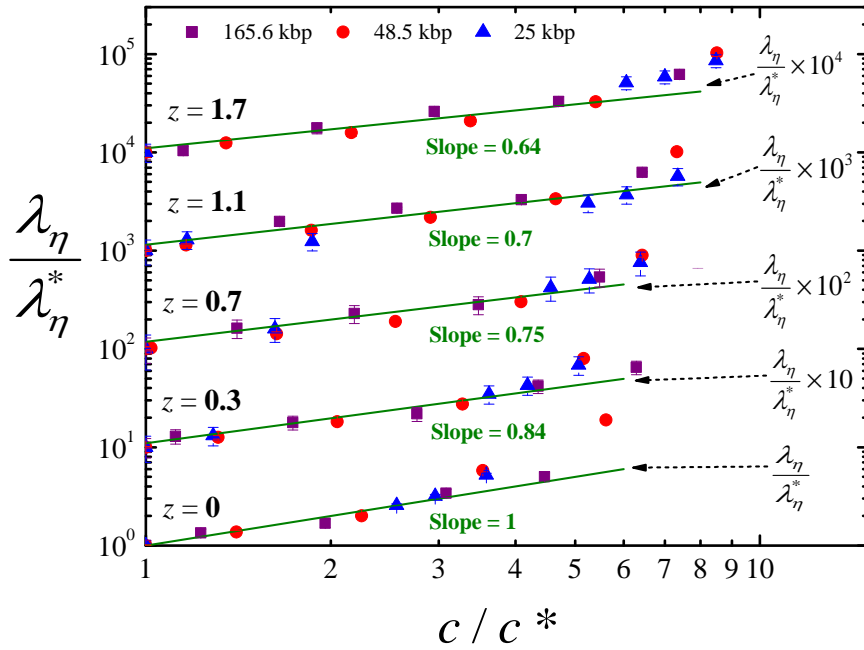 165.6 kbp 48.5 kbp 25 kbp
10^5
10^4
10^3
10^2
10^1
10^0
λ_η / λ_η^*
z = 1.7
Slope = 0.64
λ_η / λ_η^* ×10^4
z = 1.1
Slope = 0.7
λ_η / λ_η^* ×10^3
z = 0.7
Slope = 0.75
λ_η / λ_η^* ×10^2
z = 0.3
Slope = 0.84
λ_η / λ_η^* ×10
z = 0
Slope = 1
λ_η / λ_η^*
1 2 3 4 5 6 7 8 9 10
c / c *